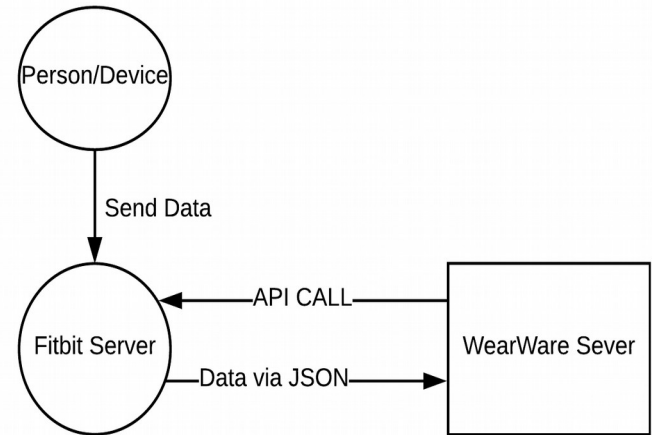 Person/Device
Send Data
API CALL
Fitbit Server
WearWare Sever
Data via JSON